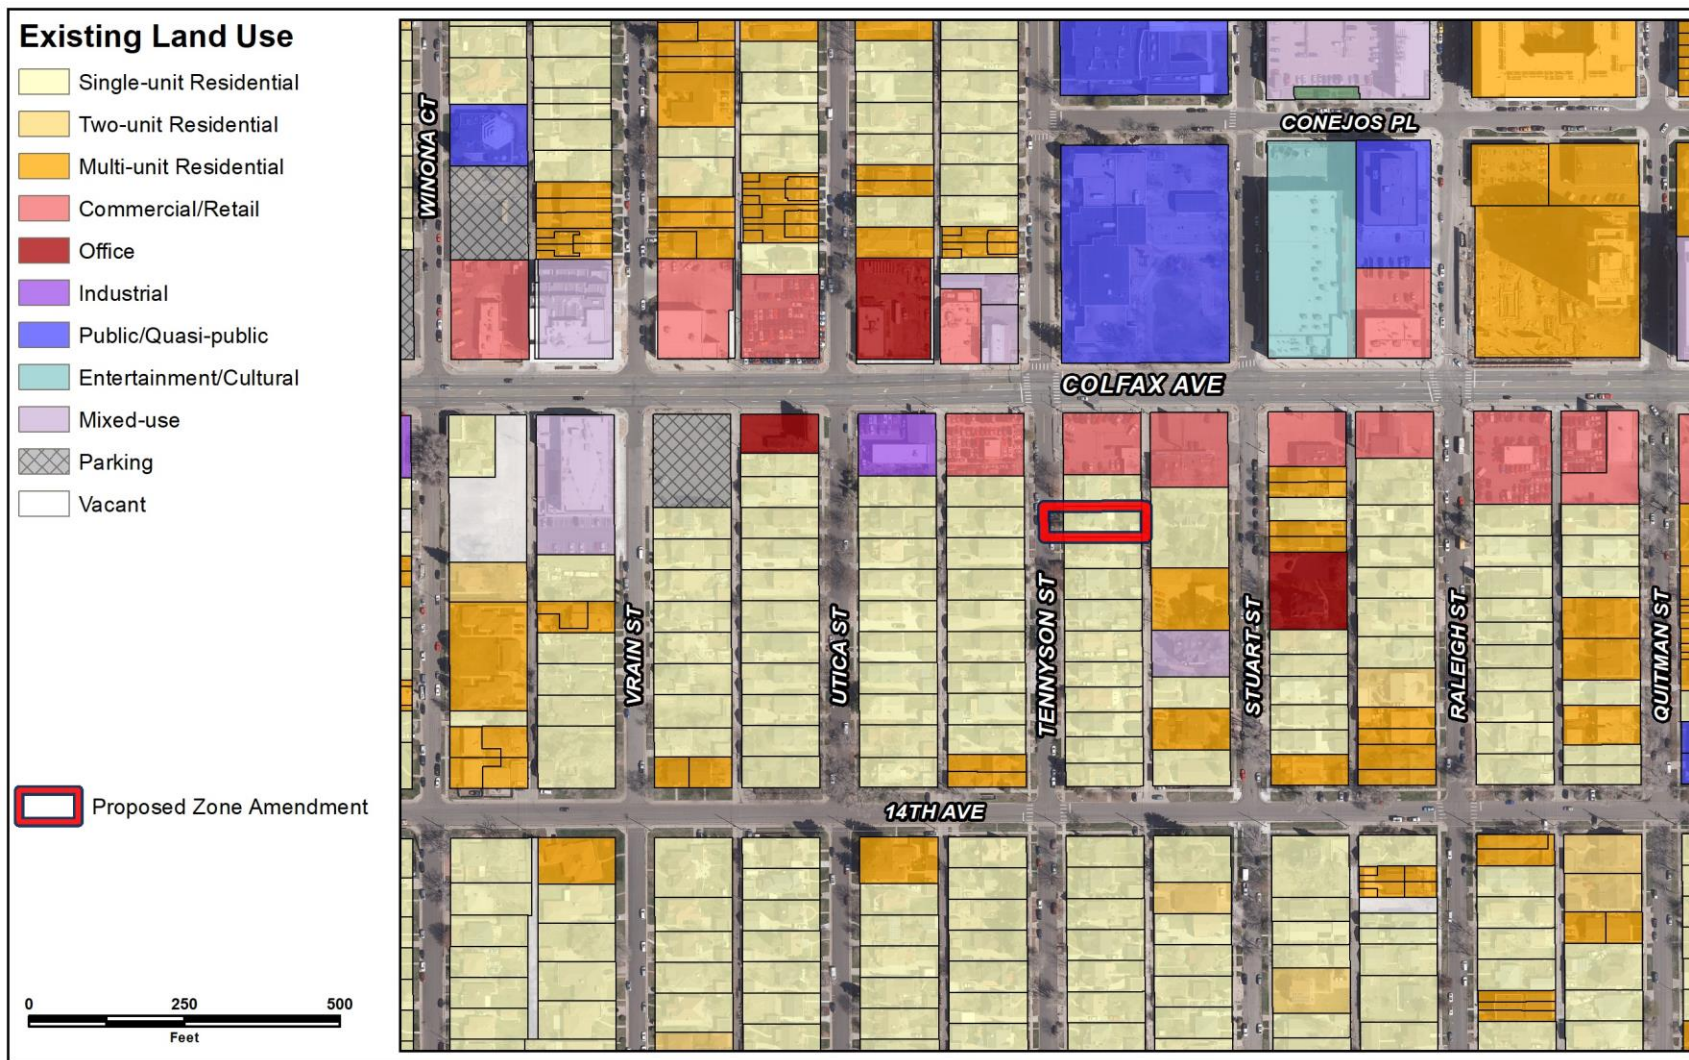 Existing Land Use
Single-unit Residential
Two-unit Residential
Multi-unit Residential
Commercial/Retail
Office
Industrial
Public/Quasi-public
Entertainment/Cultural
Mixed-use
Parking
Vacant
Proposed Zone Amendment
0 250 500
Feet
WINONA CT
CONEJOS PL
COLFAX AVE
VRAIN ST
UTICA ST
TENNYSON ST
STUART ST
RALEIGH ST
QUITMAN ST
14TH AVE